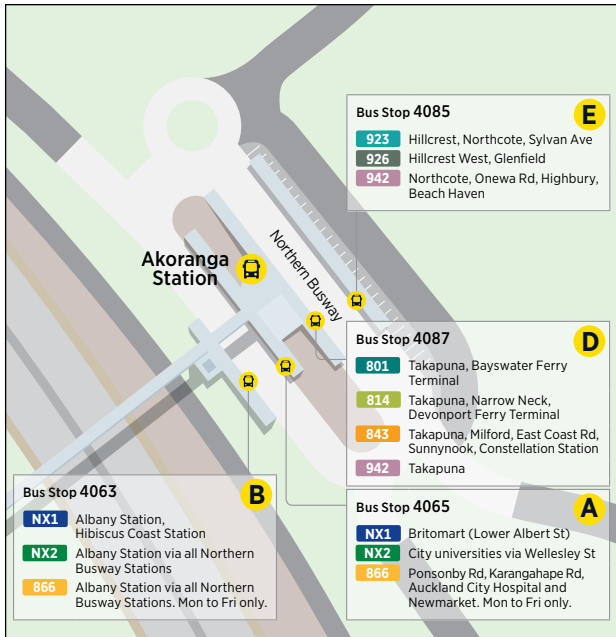 Akoranga
Station
Northern Busway
Bus Stop 4085
E
923 Hillcrest, Northcote, Sylvan Ave
926 Hillcrest West, Glenfield
942 Northcote, Onewa Rd, Highbury,
Beach Haven
Bus Stop 4087
D
801 Takapuna, Bayswater Ferry
Terminal
814 Takapuna, Narrow Neck,
Devonport Ferry Terminal
843 Takapuna, Milford, East Coast Rd,
Sunnynook, Constellation Station
942 Takapuna
Bus Stop 4063
B
NX1 Albany Station,
Hibiscus Coast Station
NX2 Albany Station via all Northern
Busway Stations
866 Albany Station via all Northern
Busway Stations. Mon to Fri only.
Bus Stop 4065
A
NX1 Britomart (Lower Albert St)
NX2 City universities via Wellesley St
866 Ponsonby Rd, Karangahape Rd,
Auckland City Hospital and
Newmarket. Mon to Fri only.